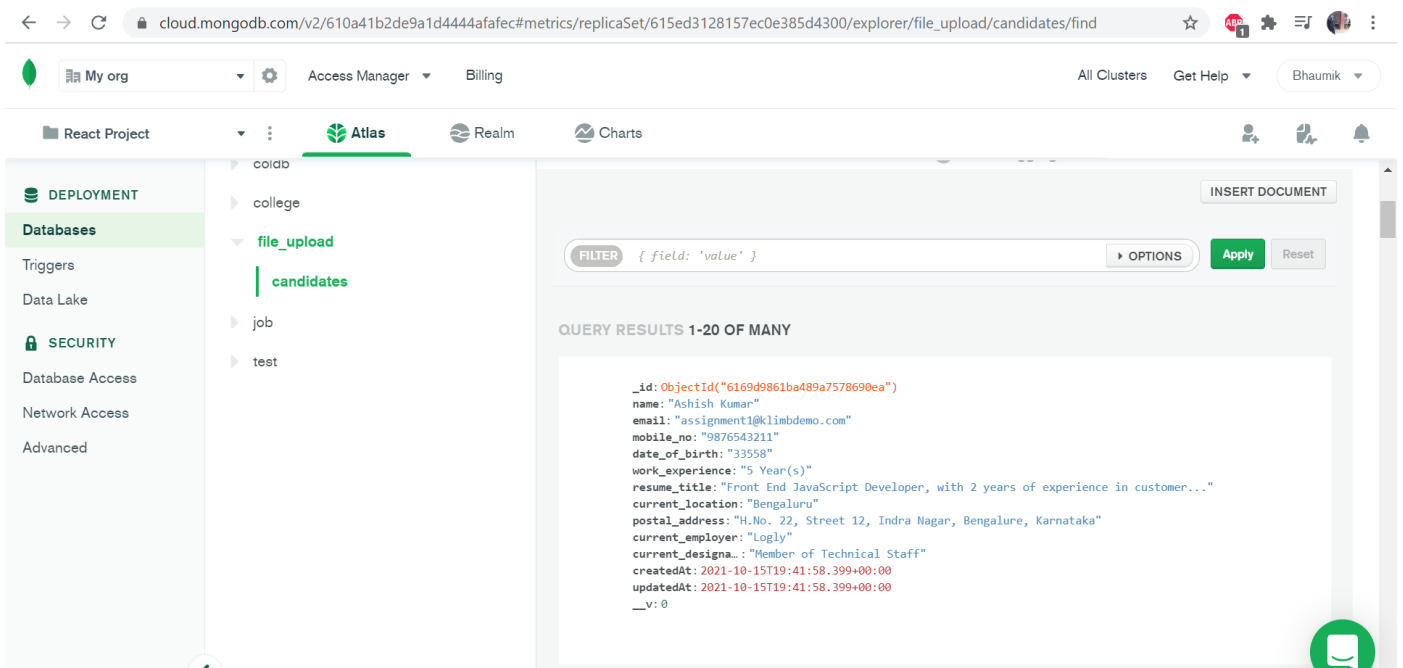 cloud.mongodb.com/v2/610a41b2de9a1d4444afafec#metrics/replicaSet/615ed3128157ec0e385d4300/explorer/file_upload/candidates/find
ABP
1
My org
Access Manager
Billing
All Clusters
Get Help
Bhaumik
React Project
Atlas
Realm
Charts
DEPLOYMENT
Databases
Triggers
Data Lake
SECURITY
Database Access
Network Access
Advanced
coldb
college
file_upload
candidates
job
test
INSERT DOCUMENT
FILTER { field: 'value' } OPTIONS Apply Reset
QUERY RESULTS 1-20 OF MANY
_id: ObjectId("6169d9861ba489a7578690ea")
name: "Ashish Kumar"
email: "assignment1@klimbdemo.com"
mobile_no: "9876543211"
date_of_birth: "33558"
work_experience: "5 Year(s)"
resume_title: "Front End JavaScript Developer, with 2 years of experience in customer..."
current_location: "Bengaluru"
postal_address: "H.No. 22, Street 12, Indra Nagar, Bengalure, Karnataka"
current_employer: "Logly"
current_designa…: "Member of Technical Staff"
createdAt: 2021-10-15T19:41:58.399+00:00
updatedAt: 2021-10-15T19:41:58.399+00:00
__v: 0